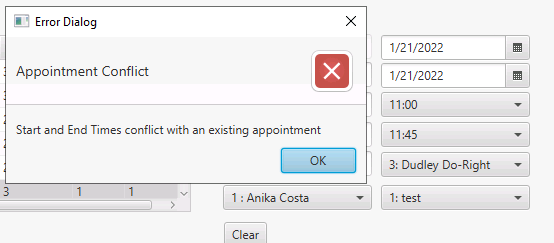 Error Dialog
1/21/2022
Appointment Conflict
1/21/2022
11:00
Start and End Times conflict with an existing appointment
11:45
OK
3: Dudley Do-Right
3 1 1
1 : Anika Costa
1: test
Clear